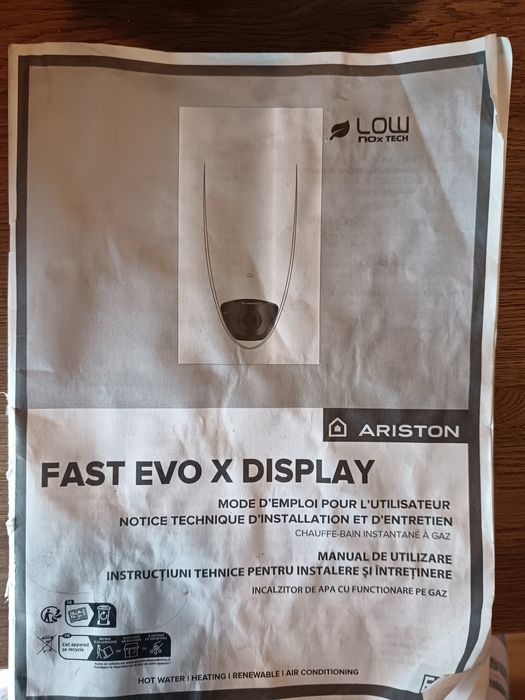 LOW
NOx TECH
ARISTON
FAST EVO X DISPLAY
MODE D'EMPLOI POUR L'UTILISATEUR
NOTICE TECHNIQUE D'INSTALLATION ET D'ENTRETIEN
CHAUFFE-BAIN INSTANTANÉ À GAZ
MANUAL DE UTILIZARE
INSTRUCȚIUNI TEHNICE PENTRU INSTALERE ȘI ÎNTREȚINERE
INCALZITOR DE APA CU FUNCTIONARE PE GAZ
FR
Cet appareil
se recycle
HOT WATER | HEATING | RENEWABLE | AIR CONDITIONING